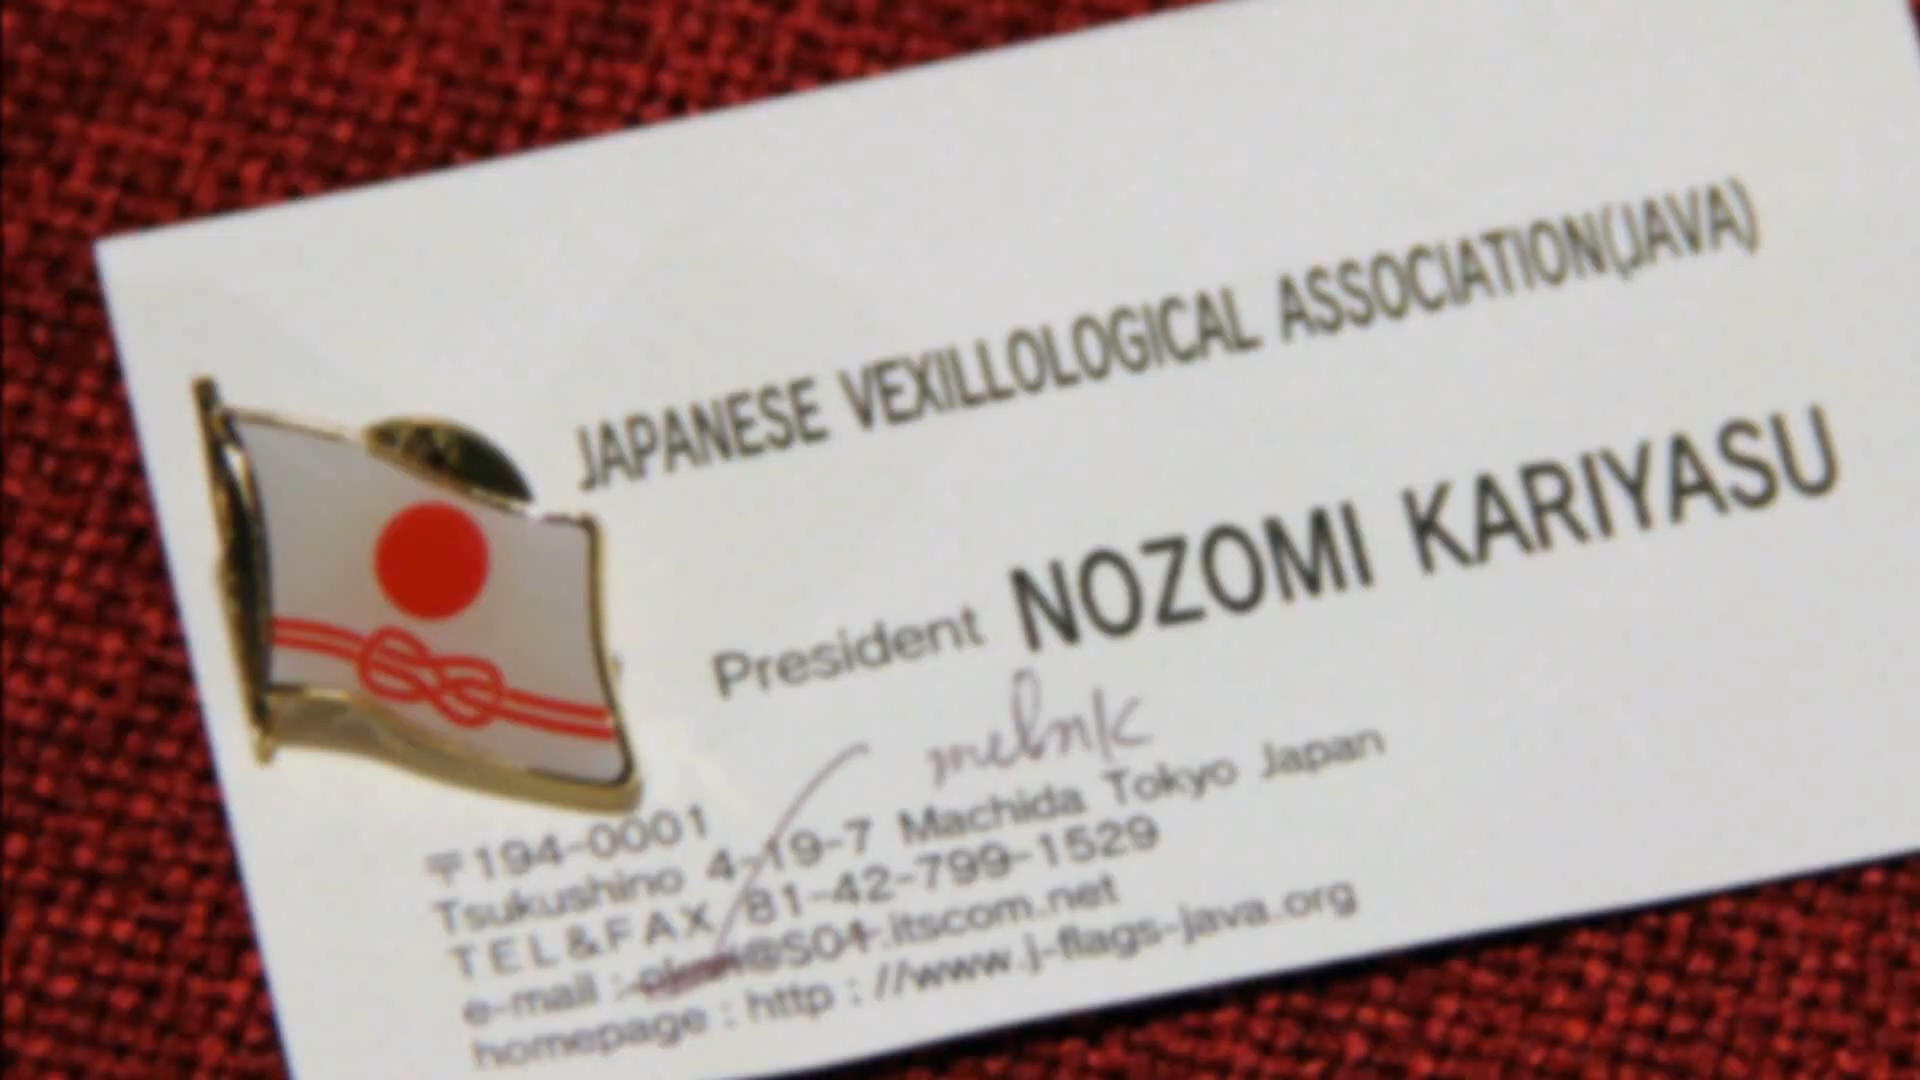 JAPANESE VEXILLOLOGICAL ASSOCIATION(JAVA)
President NOZOMI KARIYASU
〒194-0001
Tsukushino 4-19-7 Machida Tokyo Japan
TEL&FAX 81-42-799-1529
e-mail : @S04.itscom.net
homepage : http : //www.j-flags-java.org